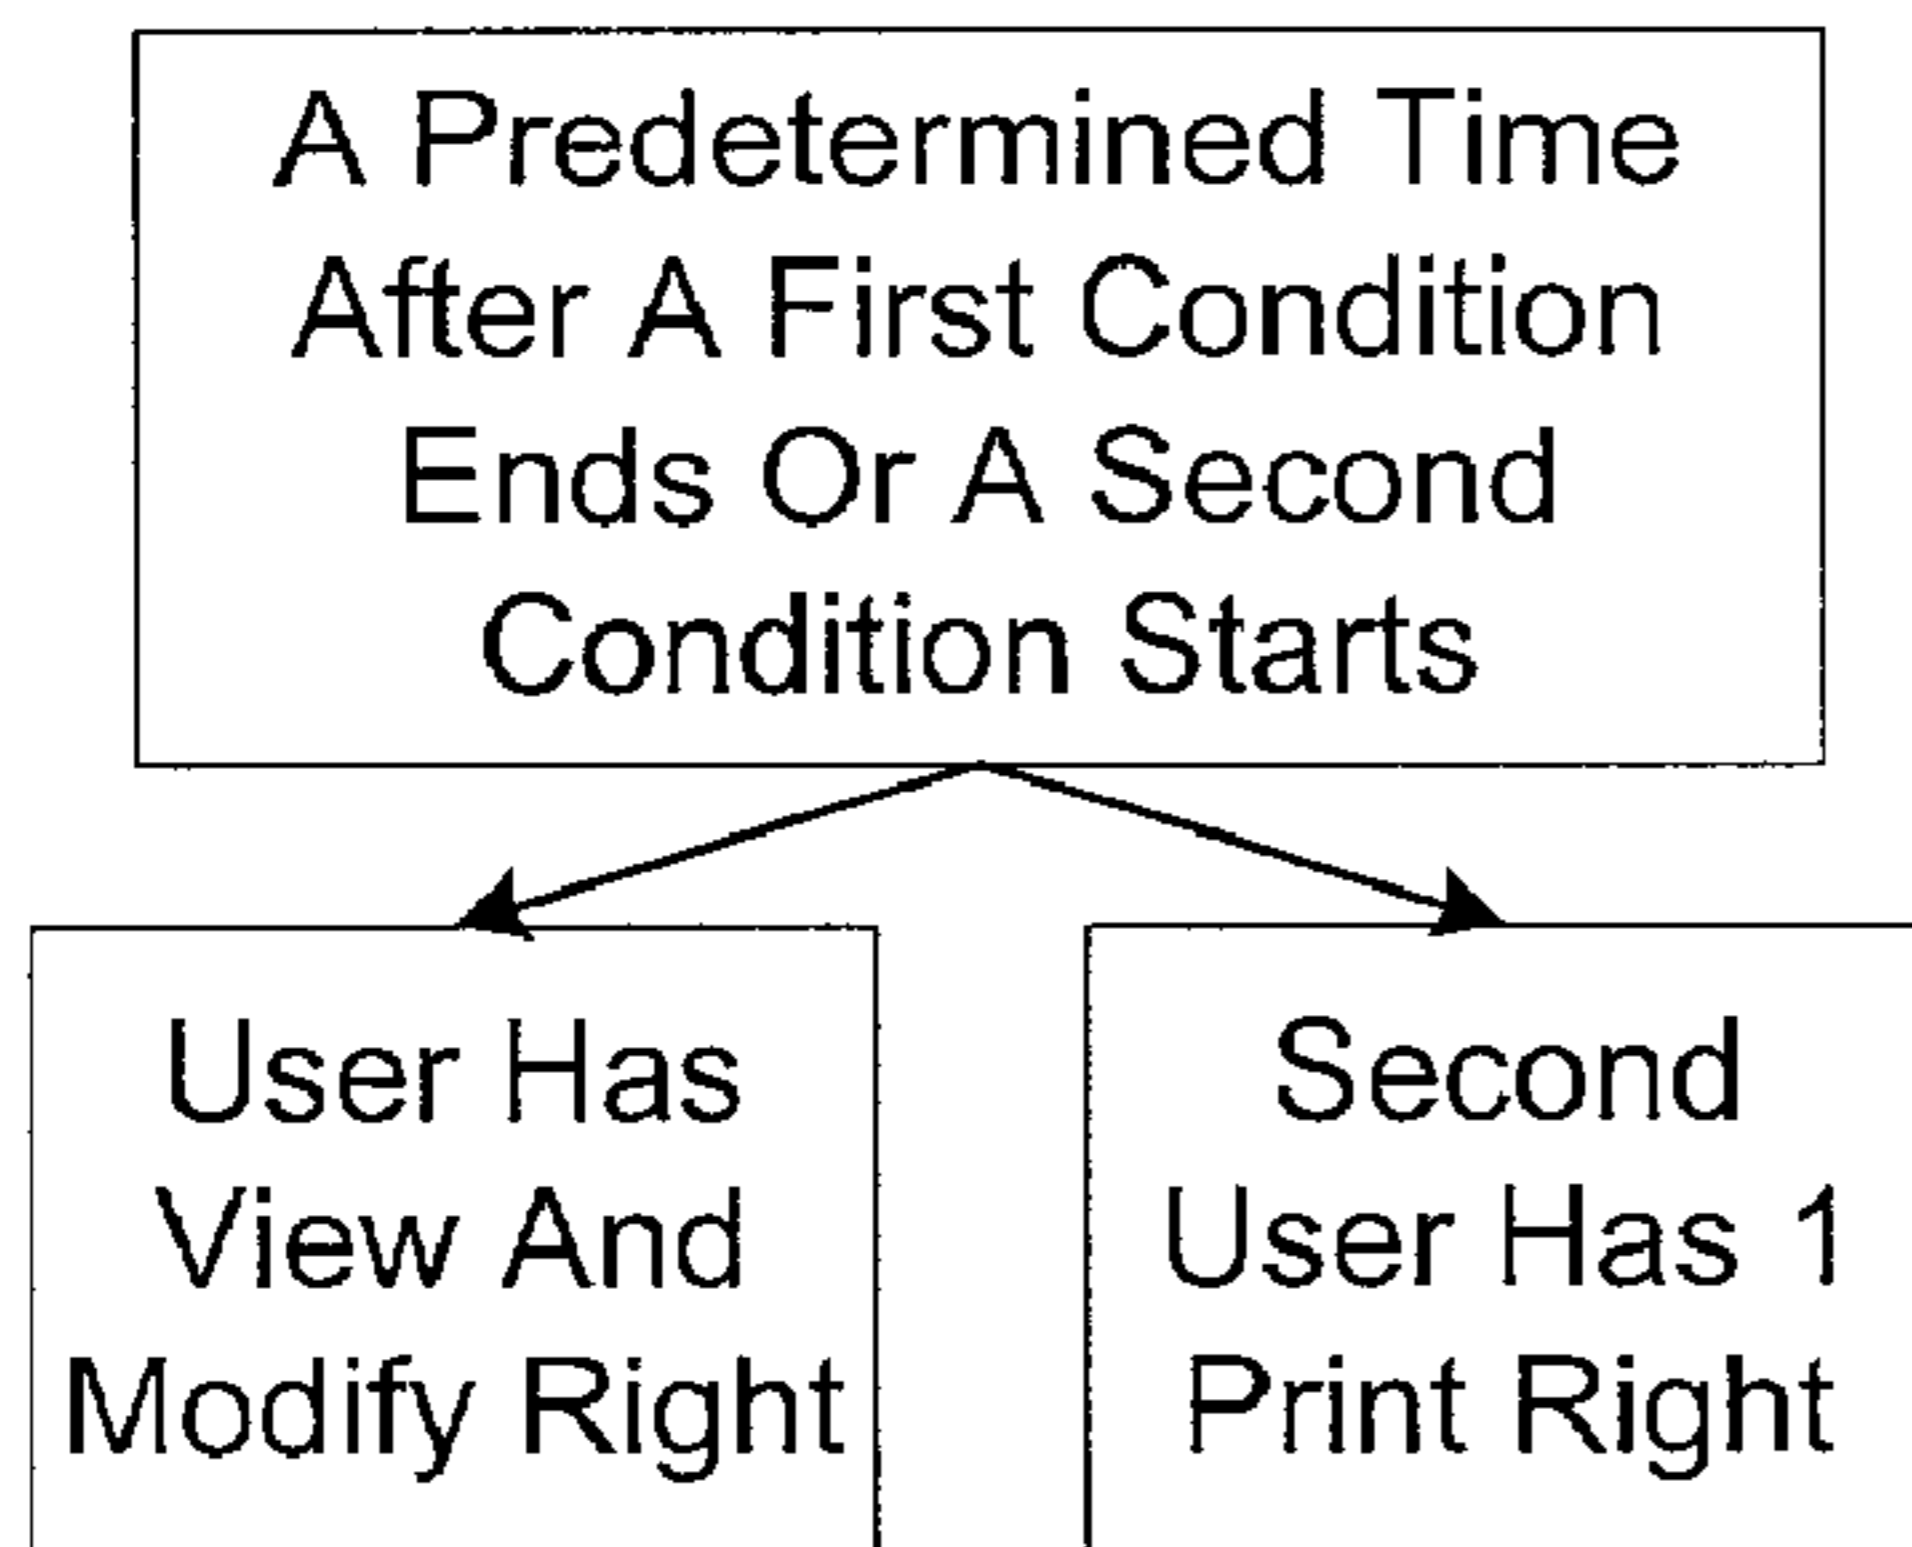 A Predetermined Time
After A First Condition
Ends Or A Second
Condition Starts
User Has
View And
Modify Right
Second
User Has 1
Print Right